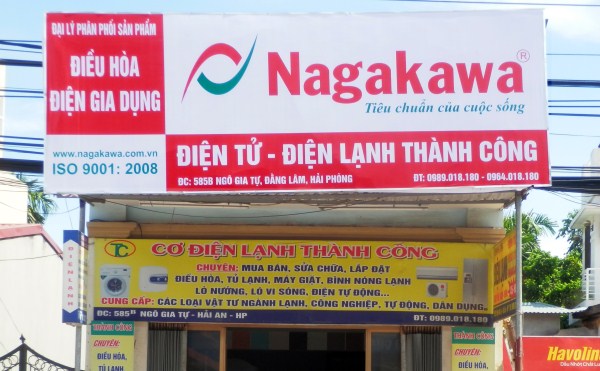 ĐẠI LÝ PHÂN PHỐI SẢN PHẨM
ĐIỀU HÒA
ĐIỆN GIA DỤNG
Nagakawa®
Tiêu chuẩn của cuộc sống
www.nagakawa.com.vn
ISO 9001: 2008
ĐIỆN TỬ - ĐIỆN LẠNH THÀNH CÔNG
ĐC: 585B NGÔ GIA TỰ, ĐẰNG LÂM, HẢI PHÒNG
ĐT: 0989.018.180 - 0964.018.180
TC
CƠ ĐIỆN LẠNH THÀNH CÔNG
CHUYÊN: MUA BÁN, SỬA CHỮA, LẮP ĐẶT
ĐIỀU HÒA, TỦ LẠNH, MÁY GIẶT, BÌNH NÓNG LẠNH
LÒ NƯỚNG, LÒ VI SÓNG, ĐIỆN TỰ ĐỘNG...
CUNG CẤP: CÁC LOẠI VẬT TƯ NGÀNH LẠNH, CÔNG NGHIỆP, TỰ ĐỘNG, DÂN DỤNG..
ĐC: 585B NGÔ GIA TỰ - HẢI AN - HP
ĐT: 0989.018.180
ĐIỆN LẠNH
THÀNH CÔNG
CHUYÊN:
ĐIỀU HÒA,
TỦ LẠNH
THÀNH CÔNG
CHUYÊN:
ĐIỀU HÒA,
Havoline